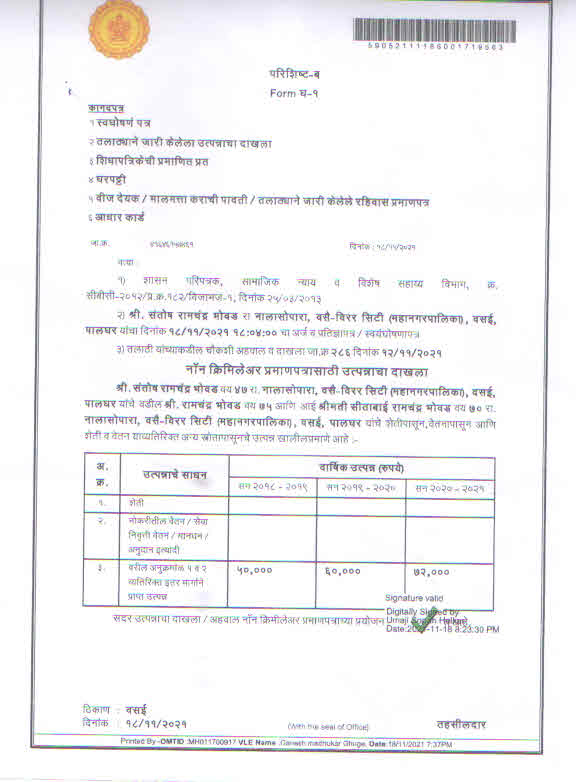 59052111186001719563
परिशिष्ट-ब
Form घ-१
कागदपत्र
१ स्वघोषणं पत्र
२ तलाठ्याने जारी केलेला उत्पन्नाचा दाखला
३ शिधापत्रिकेची प्रमाणित प्रत
४ घरपट्टी
५ वीज देयक / मालमत्ता कराची पावती / तलाठ्याने जारी केलेले रहिवास प्रमाणपत्र
६ आधार कार्ड
जा.क्र.
दिनांक : १८/११/२०२१
वाचा :
१) शासन परिपत्रक, सामाजिक न्याय व विशेष सहाय्य विभाग, क्र.
सीबीसी-२०१२/प्र.क्र.१८२/विजाभज-१, दिनांक २५/०३/२०१३
२) श्री. संतोष रामचंद्र भोवड रा नालासोपारा, वसै-विरर सिटी (महानगरपालिका), वसई,
पालघर यांचा दिनांक १८/११/२०२१ १८:०४:०० चा अर्ज व प्रतिज्ञापत्र / स्वयंघोषणापत्र
३) तलाठी यांच्याकडील चौकशी अहवाल व दाखला जा.क्र २८६ दिनांक १२/११/२०२१
नॉन क्रिमिलेअर प्रमाणपत्रासाठी उत्पन्नाचा दाखला
श्री. संतोष रामचंद्र भोवड वय ४७ रा. नालासोपारा, वसै-विरर सिटी (महानगरपालिका), वसई,
पालघर यांचे वडील श्री. रामचंद्र भोवड वय ७५ आणि आई श्रीमती सीताबाई रामचंद्र भोवड वय ७० रा.
नालासोपारा, वसै-विरर सिटी (महानगरपालिका), वसई, पालघर यांचे शेतीपासून,वेतनापासून आणि
शेती व वेतन याव्यतिरिक्त अन्य स्रोतापासूनचे उत्पन्न खालीलप्रमाणे आहे :-
अ. क्र. उत्पन्नाचे साधन वार्षिक उत्पन्न (रुपये)
सन २०१८ - २०१९ सन २०१९ - २०२० सन २०२० - २०२१
१. शेती
२. नोकरीतील वेतन / सेवा
निवृत्ती वेतन / मानधन /
अनुदान इत्यादी
३. वरील अनुक्रमांक १ व २ ५०,००० ६०,००० ७२,०००
व्यतिरिक्त इतर मार्गाने
प्राप्त उत्पन्न
Signature valid
सदर उत्पन्नाचा दाखला / अहवाल नॉन क्रिमीलेअर प्रमाणपत्राच्या प्रयोजन
Digitally Signed by
Date:2021-11-18 8:23:30 PM
ठिकाण : वसई
दिनांक : १८/११/२०२१ (With the seal of Office) तहसीलदार
Printed By-OMTID :MH011700917 VLE Name :Ganesh madhukar Ghuge, Date:18/11/2021 7:37PM